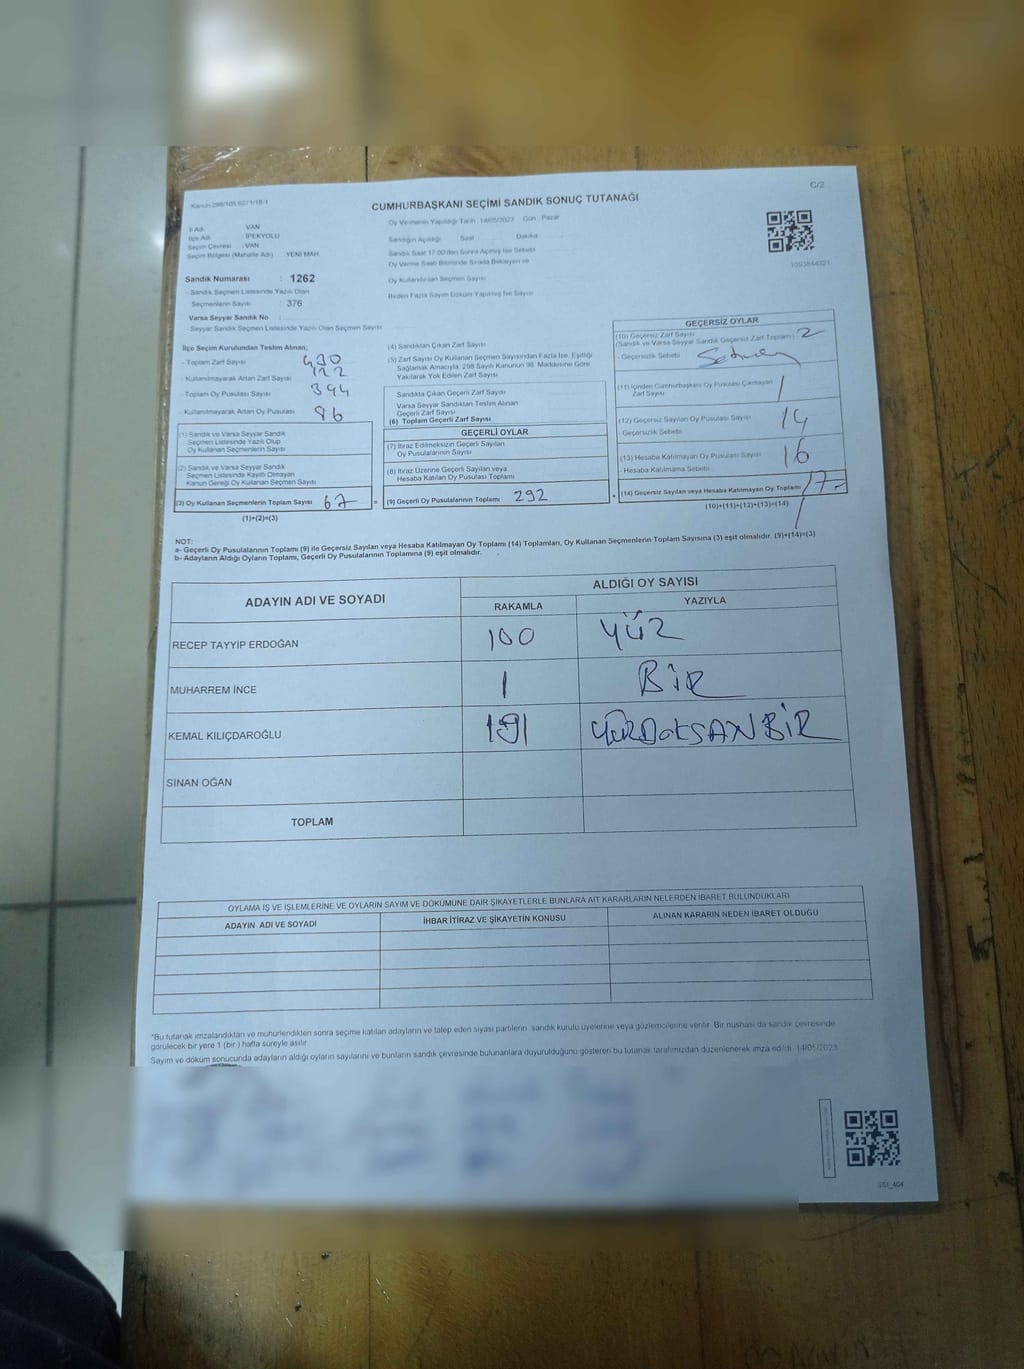 C/2
Kanun 298/105 6271/18-1
CUMHURBAŞKANI SEÇİMİ SANDIK SONUÇ TUTANAĞI
Oy Vermenin Yapıldığı Tarih : 14/05/2023 Gün : Pazar
Sandığın Açıldığı Saat Dakika
Sandık Saat 17:00'den Sonra Açılmış İse Sebebi
Oy Verme Saati Bitiminde Sırada Bekleyen ve
Oy Kullandırılan Seçmen Sayısı
Birden Fazla Sayım Döküm Yapılmış İse Sayısı
İl Adı : VAN
İlçe Adı : İPEKYOLU
Seçim Çevresi : VAN
Seçim Bölgesi (Mahalle Adı) YENİ MAH
Sandık Numarası : 1262
- Sandık Seçmen Listesinde Yazılı Olan
Seçmenlerin Sayısı : 376
Varsa Seyyar Sandık No
- Seyyar Sandık Seçmen Listesinde Yazılı Olan Seçmen Sayısı
İlçe Seçim Kurulundan Teslim Alınan;
- Toplam Zarf Sayısı
- Kullanılmayarak Artan Zarf Sayısı
- Toplam Oy Pusulası Sayısı 394
- Kullanılmayarak Artan Oy Pusulası 86
(1) Sandık ve Varsa Seyyar Sandık
Seçmen Listesinde Yazılı Olup
Oy Kullanan Seçmenlerin Sayısı
(2) Sandık ve Varsa Seyyar Sandık
Seçmen Listesinde Kayıtlı Olmayan
Kanun Gereği Oy Kullanan Seçmen Sayısı
(3) Oy Kullanan Seçmenlerin Toplam Sayısı 67
(1)+(2)=(3)
(4) Sandıktan Çıkan Zarf Sayısı
(5) Zarf Sayısı Oy Kullanan Seçmen Sayısından Fazla İse, Eşitliği
Sağlamak Amacıyla, 298 Sayılı Kanunun 98. Maddesine Göre
Yakılarak Yok Edilen Zarf Sayısı
Sandıkta Çıkan Geçerli Zarf Sayısı
Varsa Seyyar Sandıktan Teslim Alınan
Geçerli Zarf Sayısı
(6) Toplam Geçerli Zarf Sayısı
GEÇERLİ OYLAR
(7) İtiraz Edilmeksizin Geçerli Sayılan
Oy Pusulasının Sayısı
(8) İtiraz Üzerine Geçerli Sayılan veya
Hesaba Katılan Oy Pusulası Toplamı
(9) Geçerli Oy Pusulalarının Toplamı 292
GEÇERSİZ OYLAR
(10) Geçersiz Zarf Sayısı
(Sandık ve Varsa Seyyar Sandık Geçersiz Zarf Toplamı) 2
- Geçersizlik Sebebi
(11) İçinden Cumhurbaşkanı Oy Pusulası Çıkmayan
Zarf Sayısı
(12) Geçersiz Sayılan Oy Pusulası Sayısı 14
- Geçersizlik Sebebi
(13) Hesaba Katılmayan Oy Pusulası Sayısı 16
- Hesaba Katılmama Sebebi
(14) Geçersiz Sayılan veya Hesaba Katılmayan Oy Toplamı
(10)+(11)+(12)+(13)=(14)
NOT:
a- Geçerli Oy Pusulalarının Toplamı (9) ile Geçersiz Sayılan veya Hesaba Katılmayan Oy Toplamı (14) Toplamları, Oy Kullanan Seçmenlerin Toplam Sayısına (3) eşit olmalıdır. (9)+(14)=(3)
b- Adayların Aldığı Oyların Toplamı, Geçerli Oy Pusulalarının Toplamına (9) eşit olmalıdır.
ADAYIN ADI VE SOYADI
ALDIĞI OY SAYISI
RAKAMLA YAZIYLA
RECEP TAYYİP ERDOĞAN 100 YÜZ
MUHARREM İNCE 1 BİR
KEMAL KILIÇDAROĞLU 191 YÜZDOKSANBİR
SİNAN OĞAN
TOPLAM
OYLAMA İŞ VE İŞLEMLERİNE VE OYLARIN SAYIM VE DÖKÜMÜNE DAİR ŞİKAYETLERLE BUNLARA AİT KARARLARIN NELERDEN İBARET BULUNDUKLARI
ADAYIN ADI VE SOYADI İHBAR İTİRAZ VE ŞİKAYETİN KONUSU ALINAN KARARIN NEDEN İBARET OLDUĞU
*Bu tutanak imzalandıktan ve mühürlendikten sonra seçime katılan adayların ve talep eden siyasi partilerin sandık kurulu üyelerine veya gözlemcilerine verilir. Bir nüshası da sandık çevresinde
görülecek bir yere 1 (bir) hafta süreyle asılır.
Sayım ve döküm sonucunda adayların aldığı oyların sayılarını ve bunların sandık çevresinde bulunanlara duyurulduğunu gösteren bu tutanak tarafımızdan düzenlenerek imza edildi. 14/05/2023